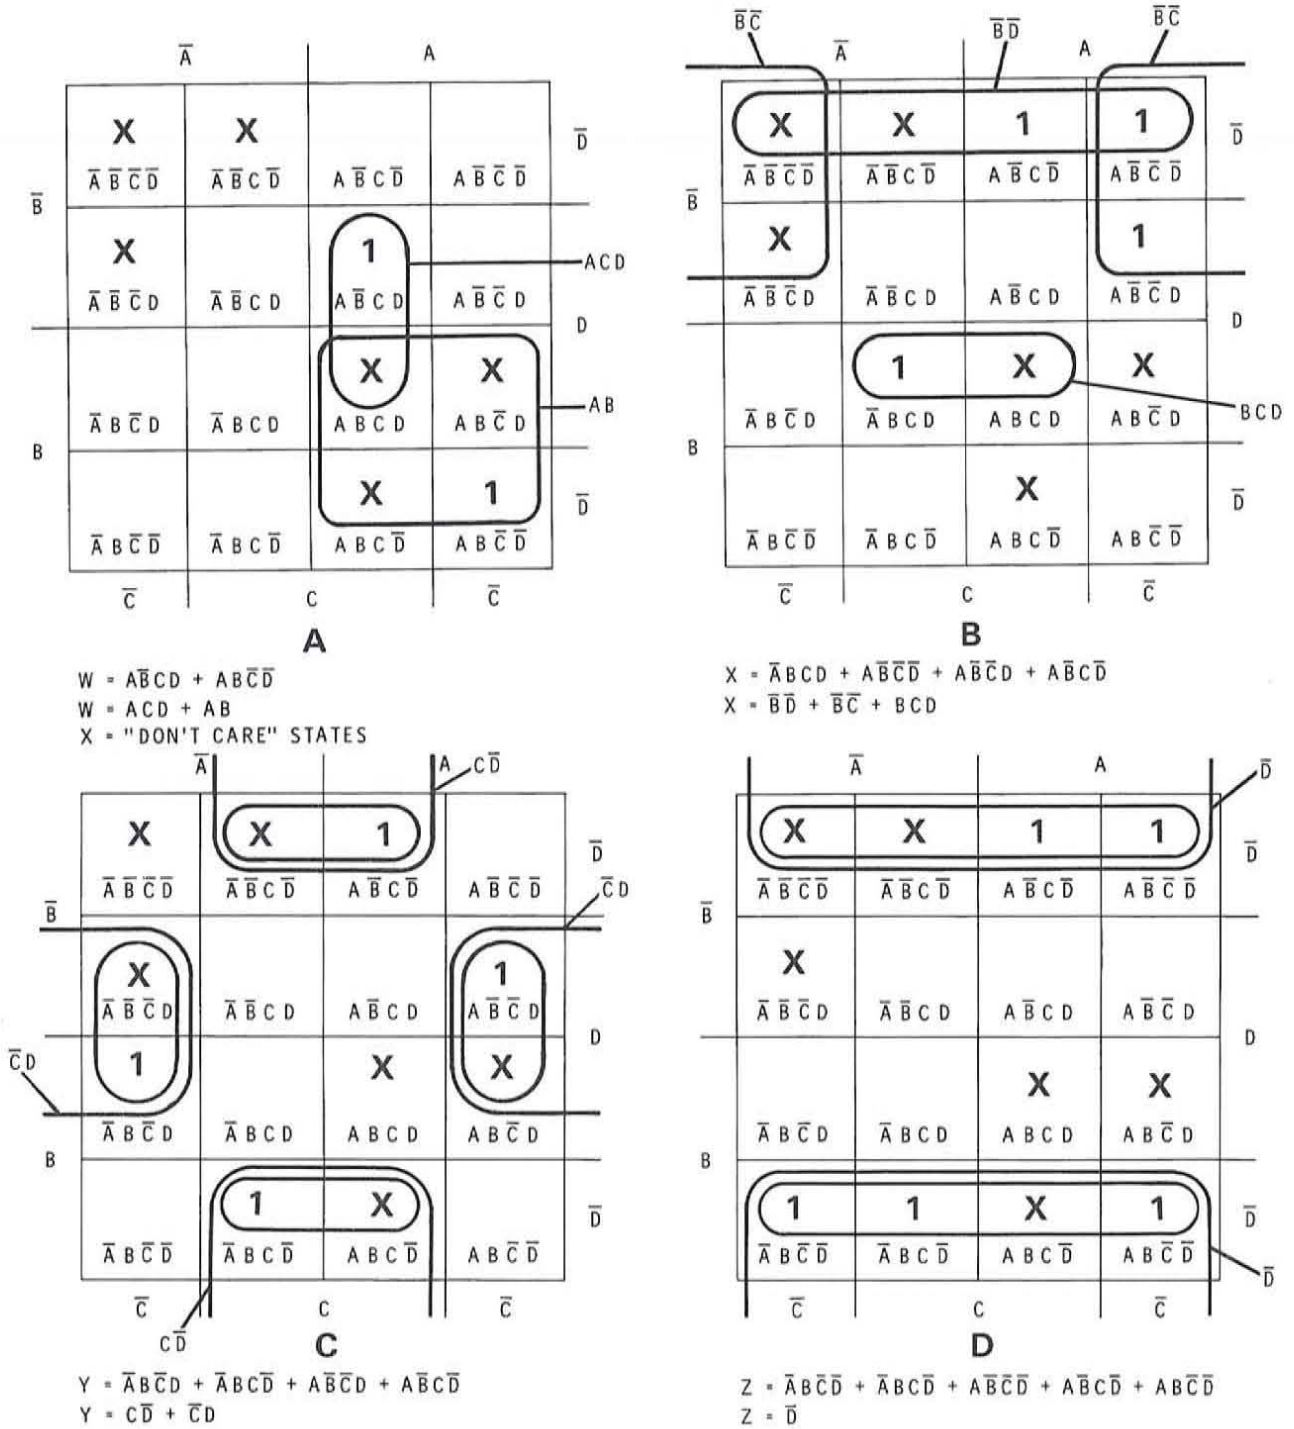 A̅ A
X X
A̅ B̅ C̅ D̅ A̅ B̅ C D̅ A B̅ C D̅ A B̅ C̅ D̅ D̅
B̅
X 1 ACD
A̅ B̅ C̅ D A̅ B̅ C D A B̅ C D A B̅ C̅ D
D
X X AB
A̅ B C̅ D A̅ B C D A B C D A B C̅ D
B
X 1 D̅
A̅ B C̅ D̅ A̅ B C D̅ A B C D̅ A B C̅ D̅
C̅ C C̅
A
W = AB̅CD + ABC̅D̅
W = ACD + AB
X = "DON'T CARE" STATES
B̅C̅ A̅ B̅D̅ A B̅C̅
X X 1 1 D̅
A̅ B̅ C̅ D̅ A̅ B̅ C D̅ A B̅ C D̅ A B̅ C̅ D̅
B̅
X 1
A̅ B̅ C̅ D A̅ B̅ C D A B̅ C D A B̅ C̅ D
D
1 X X BCD
A̅ B C̅ D A̅ B C D A B C D A B C̅ D
B
X D̅
A̅ B C̅ D̅ A̅ B C D̅ A B C D̅ A B C̅ D̅
C̅ C C̅
B
X = A̅BCD + AB̅C̅D̅ + AB̅C̅D + AB̅CD̅
X = B̅D̅ + B̅C̅ + BCD
A̅ A CD̅
X X 1 D̅
A̅ B̅ C̅ D̅ A̅ B̅ C D̅ A B̅ C D̅ A B̅ C̅ D̅
B̅ C̅D
X 1
A̅ B̅ C̅ D A̅ B̅ C D A B̅ C D A B̅ C̅ D
D
C̅D 1 X X
A̅ B C̅ D A̅ B C D A B C D A B C̅ D
B
1 X D̅
A̅ B C̅ D̅ A̅ B C D̅ A B C D̅ A B C̅ D̅
C̅ C C̅
CD̅
C
Y = A̅BC̅D + A̅BCD̅ + AB̅C̅D + AB̅CD̅
Y = CD̅ + C̅D
A̅ A D̅
X X 1 1 D̅
A̅ B̅ C̅ D̅ A̅ B̅ C D̅ A B̅ C D̅ A B̅ C̅ D̅
B̅
X
A̅ B̅ C̅ D A̅ B̅ C D A B̅ C D A B̅ C̅ D
D
X X
A̅ B C̅ D A̅ B C D A B C D A B C̅ D
B
1 1 X 1 D̅
A̅ B C̅ D̅ A̅ B C D̅ A B C D̅ A B C̅ D̅
D̅
C̅ C C̅
D
Z = A̅BC̅D̅ + A̅BCD̅ + AB̅C̅D̅ + AB̅CD̅ + ABC̅D̅
Z = D̅